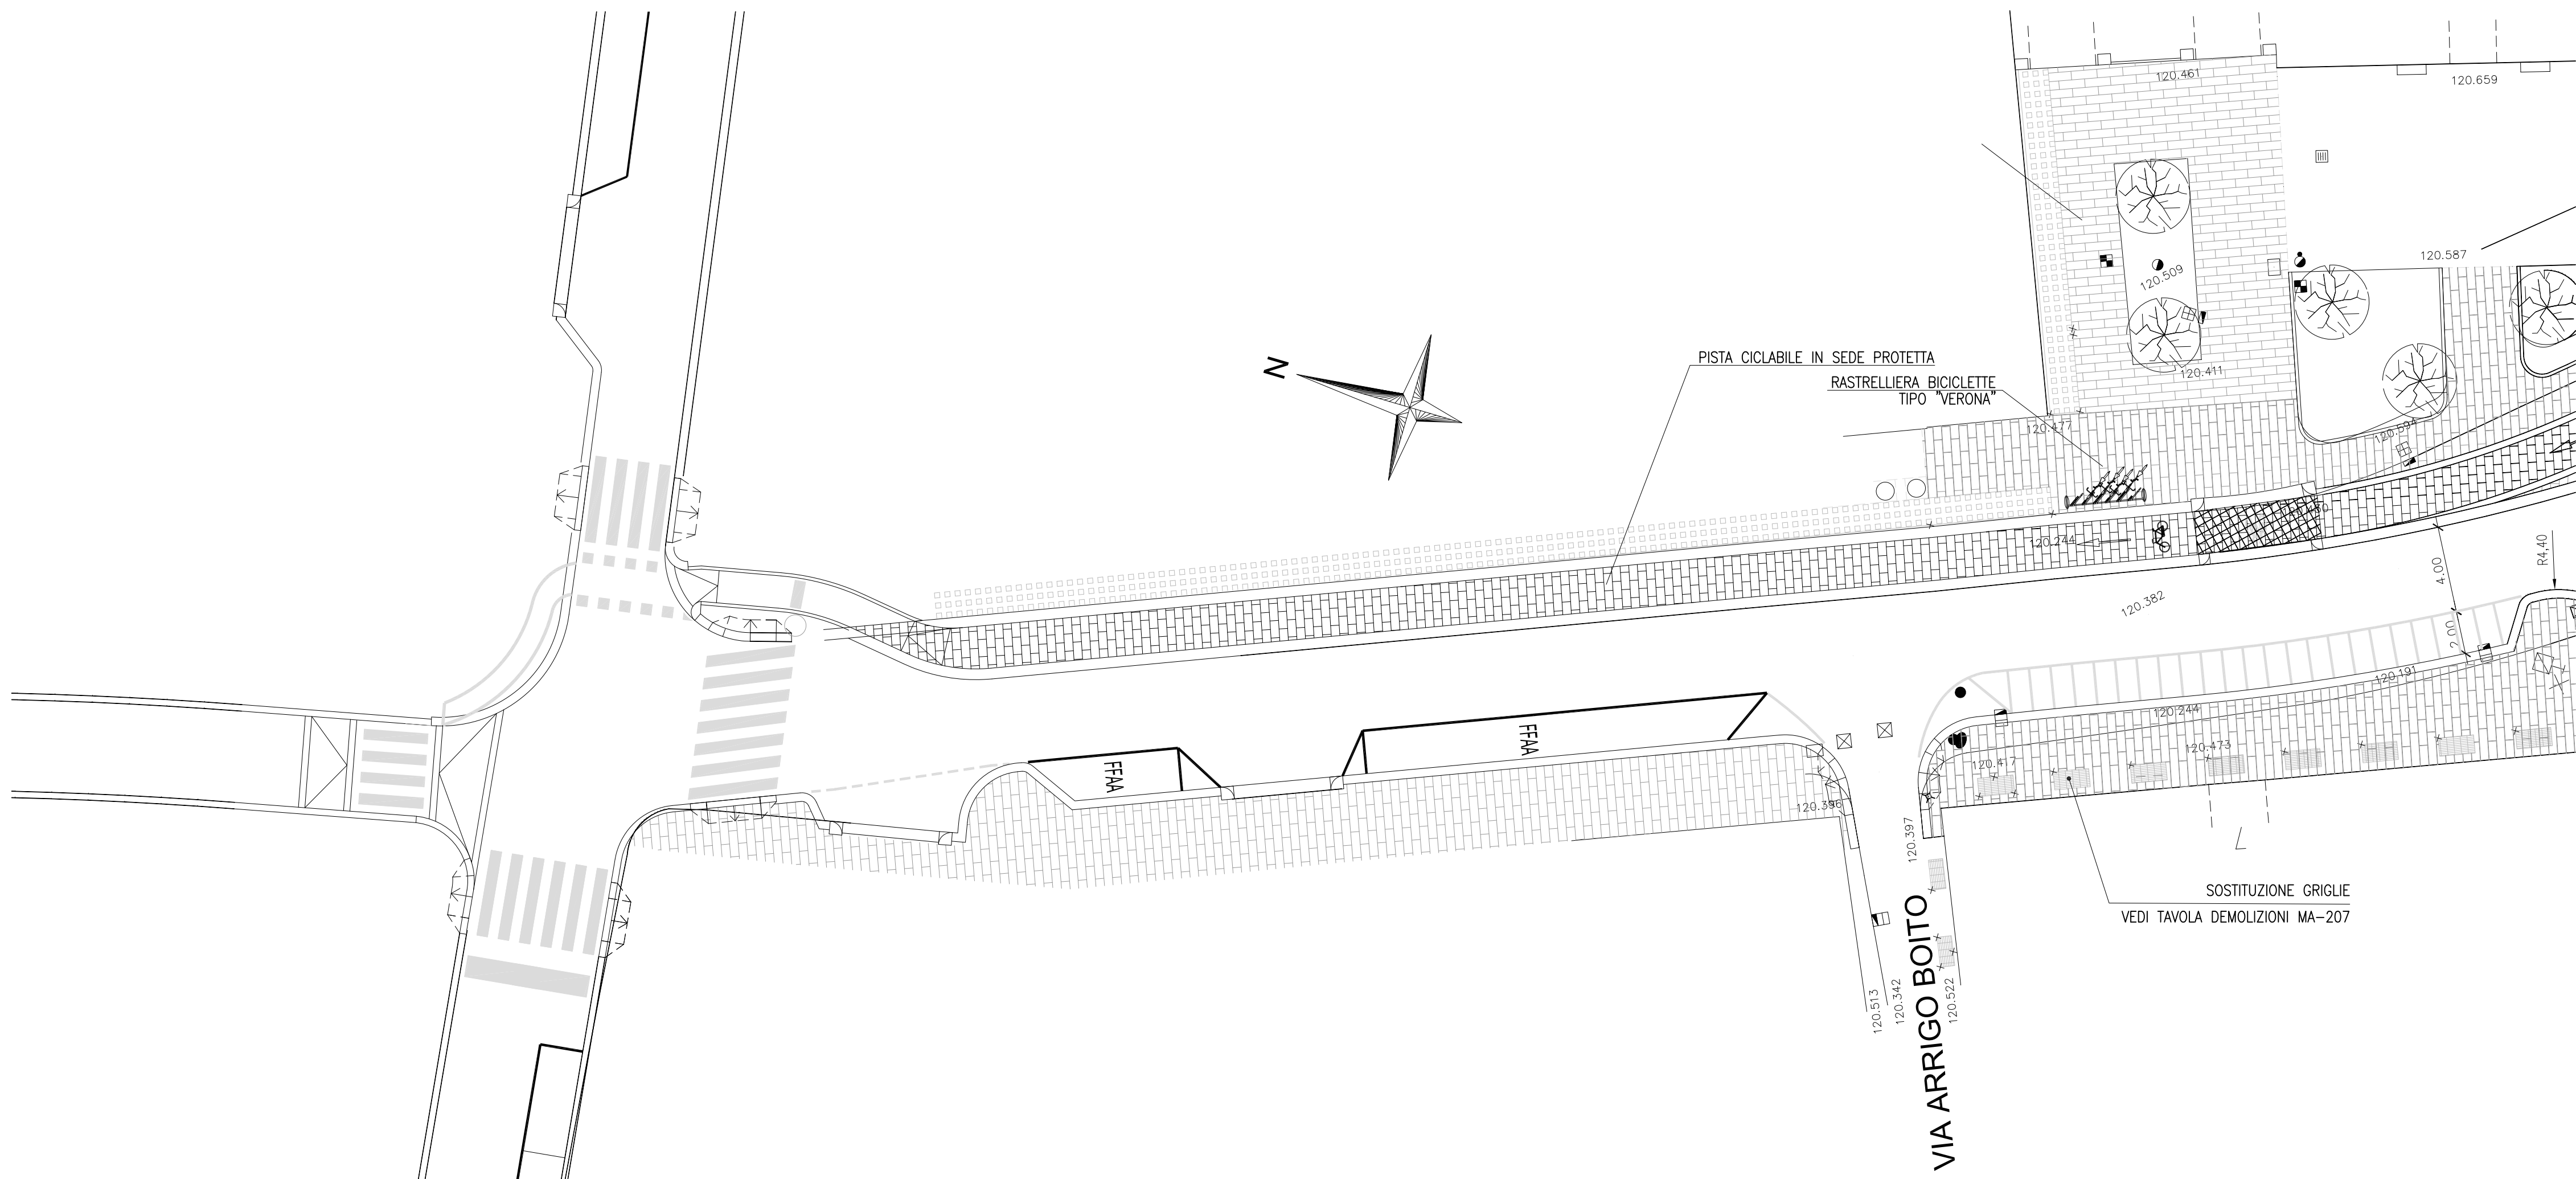 120.461
120.659
120.587
120.509
N
PISTA CICLABILE IN SEDE PROTETTA
RASTRELLIERA BICICLETTE
TIPO "VERONA"
120.411
120.477
120.594
120.244
R4,40
4.00
2.00
120.382
120.191
120.244
120.473
120.417
FFAA
FFAA
120.396
120.397
SOSTITUZIONE GRIGLIE
VEDI TAVOLA DEMOLIZIONI MA-207
VIA ARRIGO BOITO
120.513
120.342
120.522